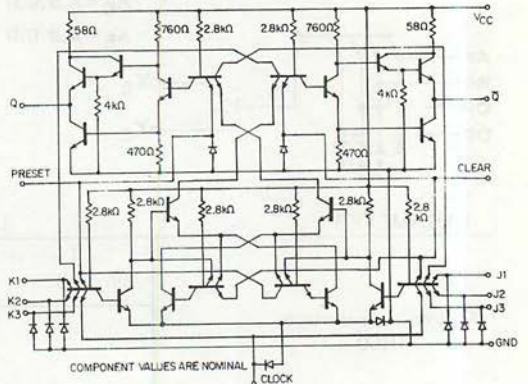 58Ω 760Ω 2.8kΩ 2.8kΩ 760Ω 58Ω VCC
4kΩ 4kΩ
Q Q̅
470Ω 470Ω
PRESET CLEAR
2.8kΩ 2.8kΩ 2.8kΩ 2.8kΩ 2.8kΩ 2.8 kΩ
K1 J1
K2 J2
K3 J3
GND
COMPONENT VALUES ARE NOMINAL
CLOCK